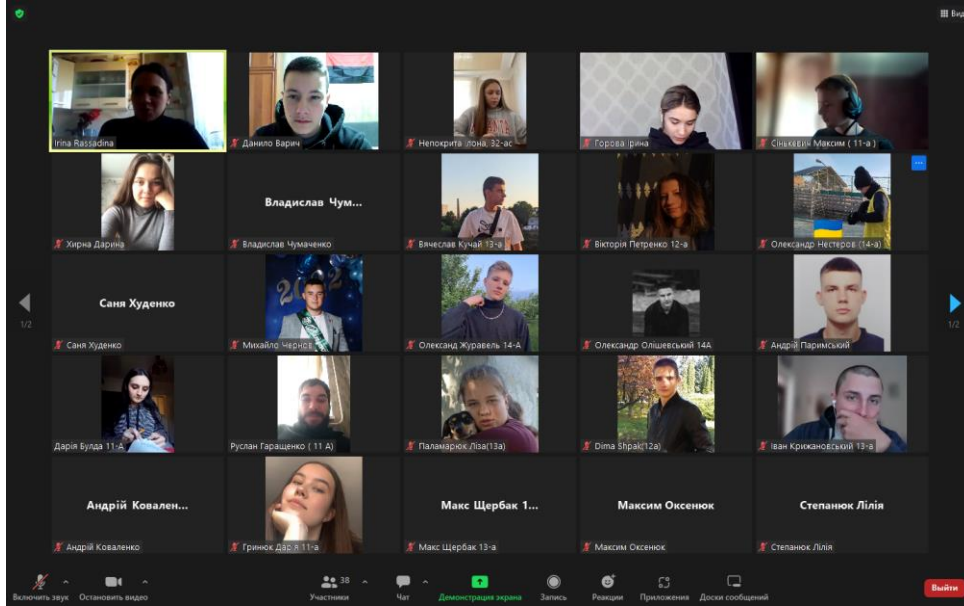 Вид
Irina Rassadina
Данило Варич
Непокрита Ілона, 32-ас
Горова Ірина
Сінькевич Максим ( 11-а )
Хирна Дарина
Владислав Чум...
Владислав Чумаченко
Вячеслав Кучай 13-а
Вікторія Петренко 12-а
Олександр Нестеров (14-а)
1/2
Саня Худенко
Саня Худенко
Михайло Чернов
Олександ Журавель 14-А
Олександр Олішевський 14А
Андрій Паримський
1/2
Дарія Булда 11-А
Руслан Гаращенко ( 11 А)
Паламарюк Ліза(13а)
Dima Shpak(12а)
Іван Крижановський 13-а
Андрій Ковален...
Андрій Коваленко
Гринюк Дар'я 11-а
Макс Щербак 1...
Макс Щербак 13-а
Максим Оксенюк
Максим Оксенюк
Степанюк Лілія
Степанюк Лілія
Включить звук
Остановить видео
38
Участники
Чат
Демонстрация экрана
Запись
Реакции
Приложения
Доски сообщений
Выйти